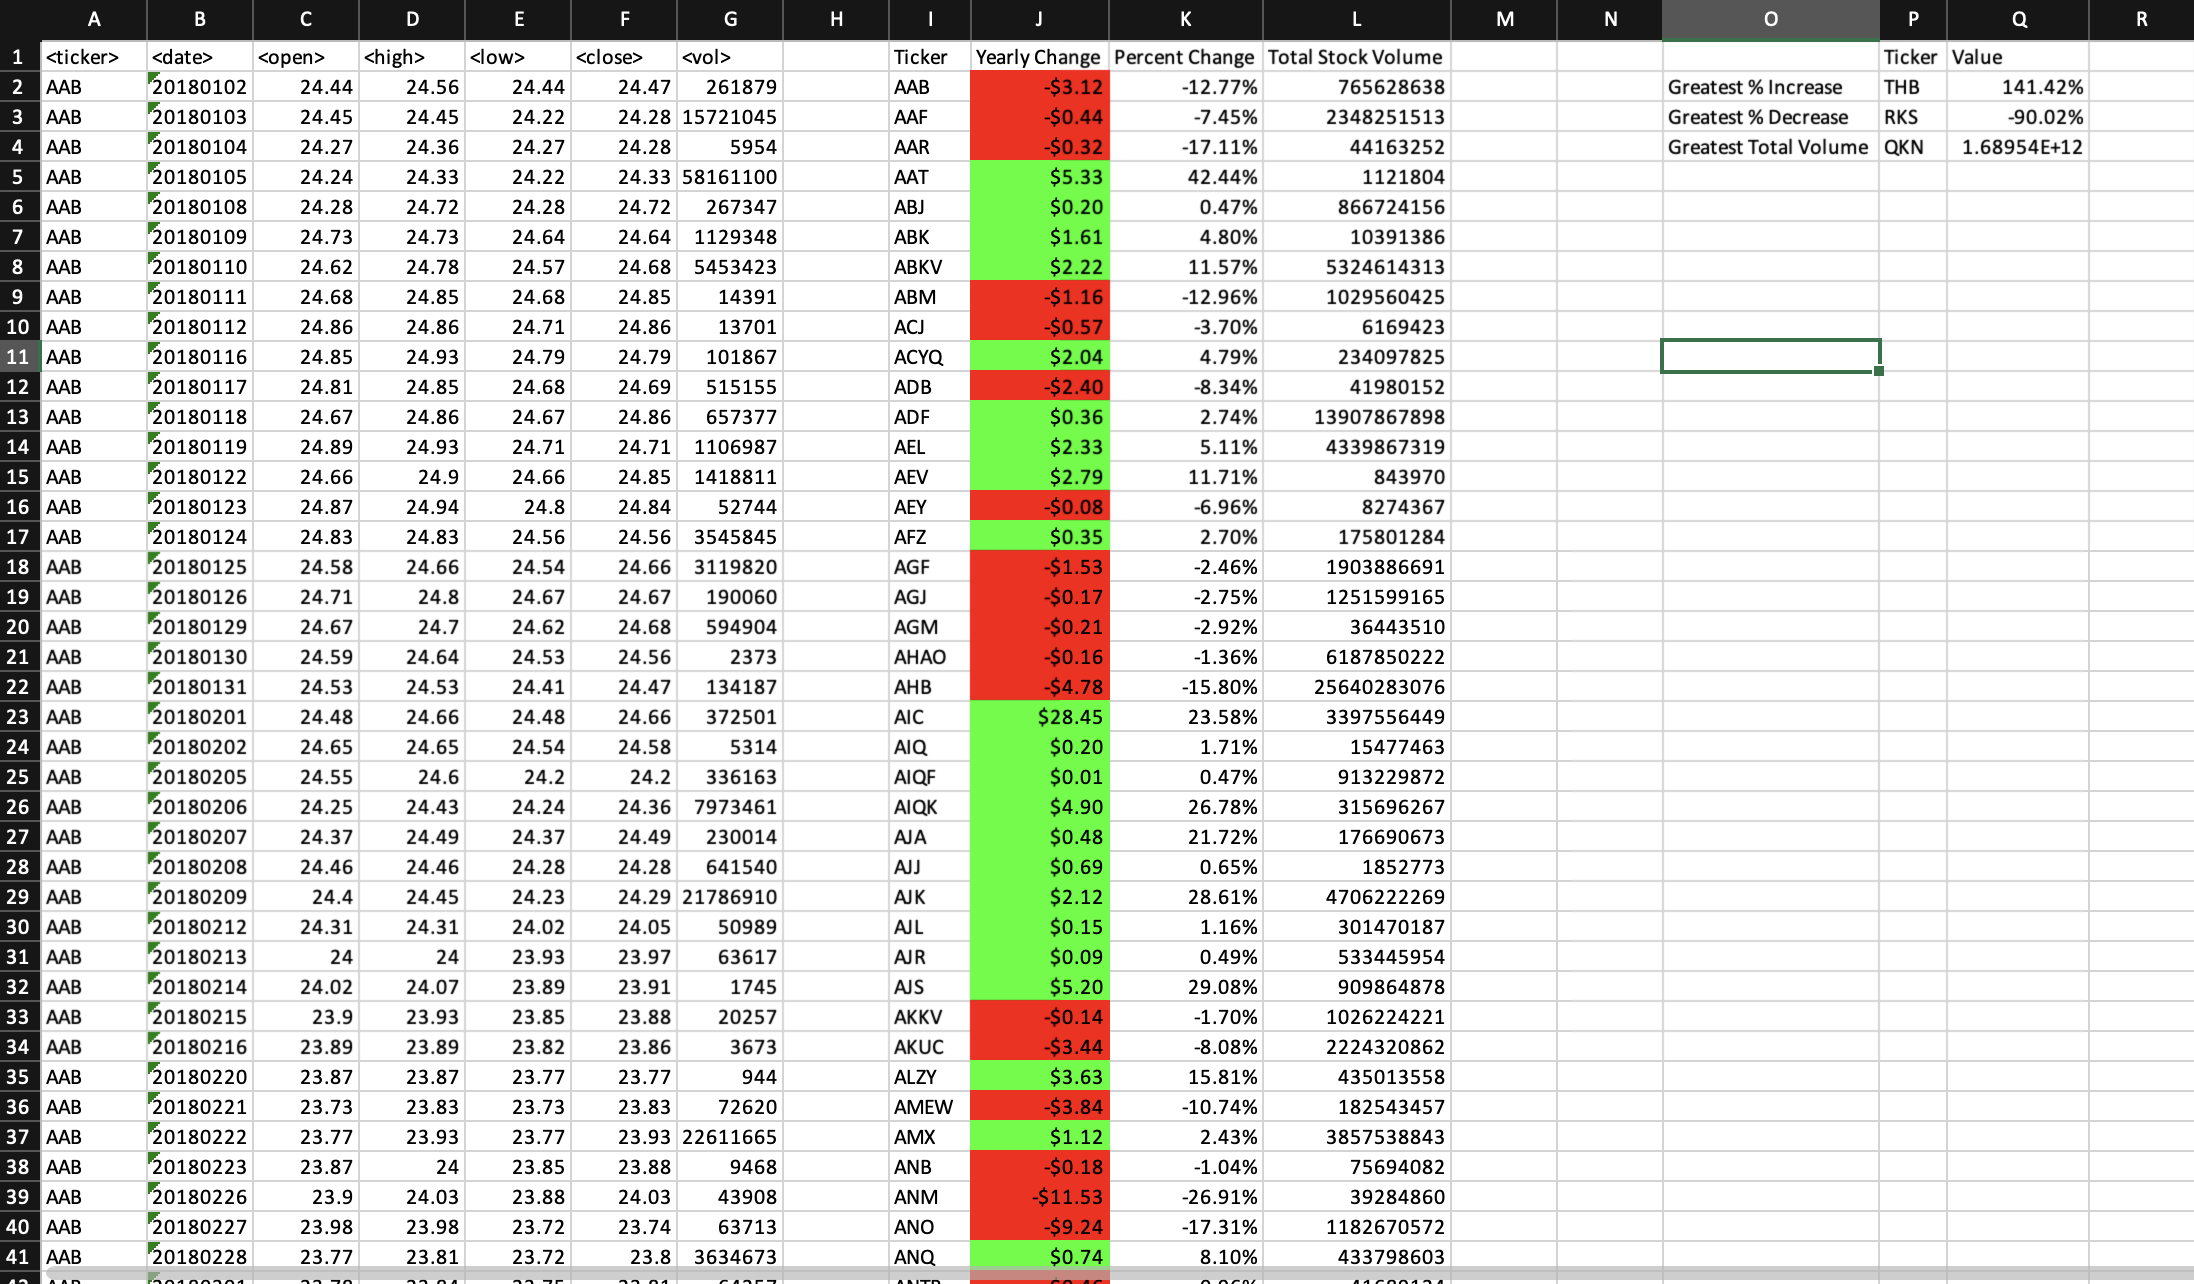 A B C D E F G H I J K L M N O P Q R
1 <ticker> <date> <open> <high> <low> <close> <vol> Ticker Yearly Change Percent Change Total Stock Volume Ticker Value
2 AAB 20180102 24.44 24.56 24.44 24.47 261879 AAB -$3.12 -12.77% 765628638 Greatest % Increase THB 141.42%
3 AAB 20180103 24.45 24.45 24.22 24.28 15721045 AAF -$0.44 -7.45% 2348251513 Greatest % Decrease RKS -90.02%
4 AAB 20180104 24.27 24.36 24.27 24.28 5954 AAR -$0.32 -17.11% 44163252 Greatest Total Volume QKN 1.68954E+12
5 AAB 20180105 24.24 24.33 24.22 24.33 58161100 AAT $5.33 42.44% 1121804
6 AAB 20180108 24.28 24.72 24.28 24.72 267347 ABJ $0.20 0.47% 866724156
7 AAB 20180109 24.73 24.73 24.64 24.64 1129348 ABK $1.61 4.80% 10391386
8 AAB 20180110 24.62 24.78 24.57 24.68 5453423 ABKV $2.22 11.57% 5324614313
9 AAB 20180111 24.68 24.85 24.68 24.85 14391 ABM -$1.16 -12.96% 1029560425
10 AAB 20180112 24.86 24.86 24.71 24.86 13701 ACJ -$0.57 -3.70% 6169423
11 AAB 20180116 24.85 24.93 24.79 24.79 101867 ACYQ $2.04 4.79% 234097825
12 AAB 20180117 24.81 24.85 24.68 24.69 515155 ADB -$2.40 -8.34% 41980152
13 AAB 20180118 24.67 24.86 24.67 24.86 657377 ADF $0.36 2.74% 13907867898
14 AAB 20180119 24.89 24.93 24.71 24.71 1106987 AEL $2.33 5.11% 4339867319
15 AAB 20180122 24.66 24.9 24.66 24.85 1418811 AEV $2.79 11.71% 843970
16 AAB 20180123 24.87 24.94 24.8 24.84 52744 AEY -$0.08 -6.96% 8274367
17 AAB 20180124 24.83 24.83 24.56 24.56 3545845 AFZ $0.35 2.70% 175801284
18 AAB 20180125 24.58 24.66 24.54 24.66 3119820 AGF -$1.53 -2.46% 1903886691
19 AAB 20180126 24.71 24.8 24.67 24.67 190060 AGJ -$0.17 -2.75% 1251599165
20 AAB 20180129 24.67 24.7 24.62 24.68 594904 AGM -$0.21 -2.92% 36443510
21 AAB 20180130 24.59 24.64 24.53 24.56 2373 AHAO -$0.16 -1.36% 6187850222
22 AAB 20180131 24.53 24.53 24.41 24.47 134187 AHB -$4.78 -15.80% 25640283076
23 AAB 20180201 24.48 24.66 24.48 24.66 372501 AIC $28.45 23.58% 3397556449
24 AAB 20180202 24.65 24.65 24.54 24.58 5314 AIQ $0.20 1.71% 15477463
25 AAB 20180205 24.55 24.6 24.2 24.2 336163 AIQF $0.01 0.47% 913229872
26 AAB 20180206 24.25 24.43 24.24 24.36 7973461 AIQK $4.90 26.78% 315696267
27 AAB 20180207 24.37 24.49 24.37 24.49 230014 AJA $0.48 21.72% 176690673
28 AAB 20180208 24.46 24.46 24.28 24.28 641540 AJJ $0.69 0.65% 1852773
29 AAB 20180209 24.4 24.45 24.23 24.29 21786910 AJK $2.12 28.61% 4706222269
30 AAB 20180212 24.31 24.31 24.02 24.05 50989 AJL $0.15 1.16% 301470187
31 AAB 20180213 24 24 23.93 23.97 63617 AJR $0.09 0.49% 533445954
32 AAB 20180214 24.02 24.07 23.89 23.91 1745 AJS $5.20 29.08% 909864878
33 AAB 20180215 23.9 23.93 23.85 23.88 20257 AKKV -$0.14 -1.70% 1026224221
34 AAB 20180216 23.89 23.89 23.82 23.86 3673 AKUC -$3.44 -8.08% 2224320862
35 AAB 20180220 23.87 23.87 23.77 23.77 944 ALZY $3.63 15.81% 435013558
36 AAB 20180221 23.73 23.83 23.73 23.83 72620 AMEW -$3.84 -10.74% 182543457
37 AAB 20180222 23.77 23.93 23.77 23.93 22611665 AMX $1.12 2.43% 3857538843
38 AAB 20180223 23.87 24 23.85 23.88 9468 ANB -$0.18 -1.04% 75694082
39 AAB 20180226 23.9 24.03 23.88 24.03 43908 ANM -$11.53 -26.91% 39284860
40 AAB 20180227 23.98 23.98 23.72 23.74 63713 ANO -$9.24 -17.31% 1182670572
41 AAB 20180228 23.77 23.81 23.72 23.8 3634673 ANQ $0.74 8.10% 433798603